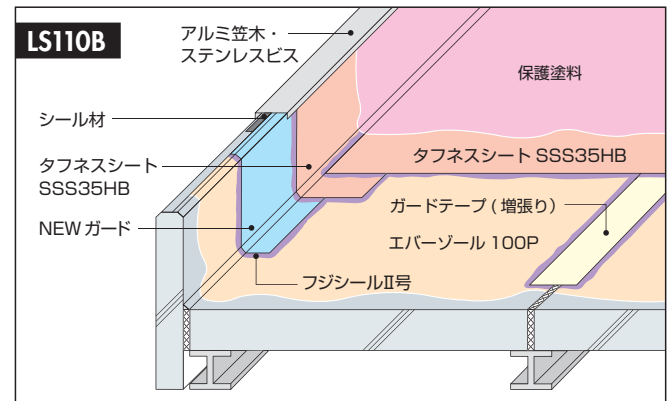 LS110B
アルミ笠木・
ステンレスビス
シール材
タフネスシート
SSS35HB
NEWガード
フジシールⅡ号
保護塗料
タフネスシート SSS35HB
ガードテープ(増張り)
エバーゾール 100P